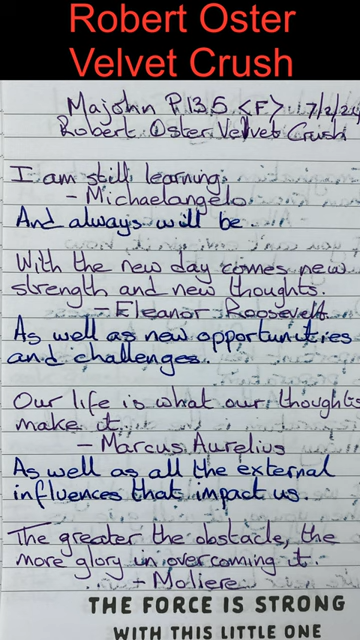 Robert Oster
Velvet Crush
Majohn P135 <F> 17/2/24
Robert Oster Velvet Crush
I am still learning.
- Michaelangelo
And always will be.
With the new day comes new
strength and new thoughts.
- Eleanor Roosevelt
As well as new opportunities
and challenges.
Our life is what our thoughts
make it.
- Marcus Aurelius
As well as all the external
influences that impact us.
The greater the obstacle, the
more glory in overcoming it.
- Moliere
THE FORCE IS STRONG
WITH THIS LITTLE ONE